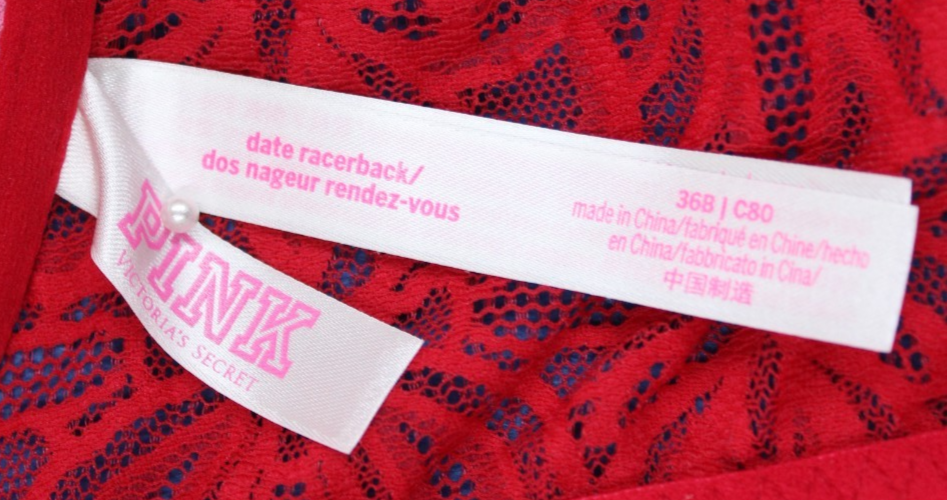 date racerback/
dos nageur rendez-vous
36B | C80
made in China/fabriqué en Chine/hecho
en China/fabbricato in Cina/
中国制造
PINK
VICTORIA'S SECRET